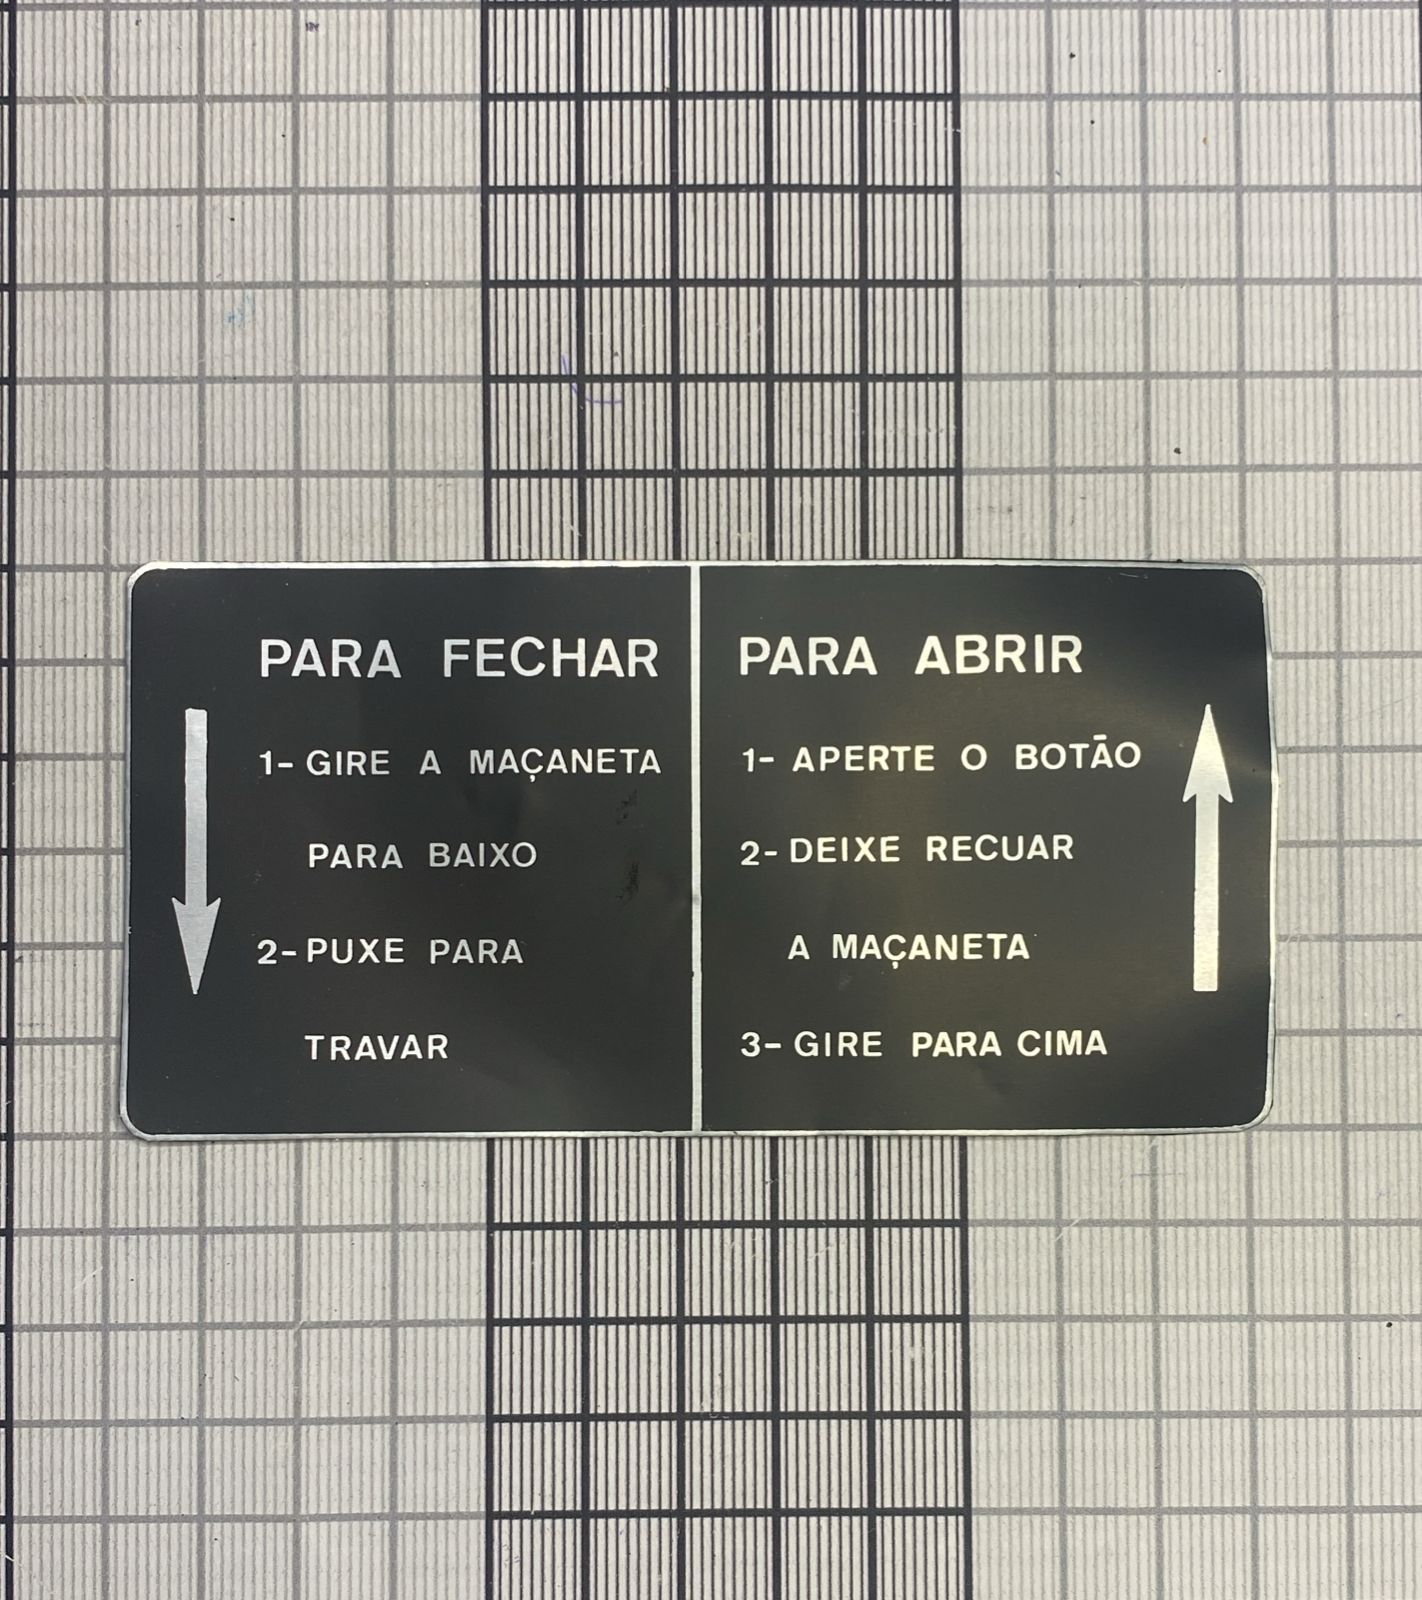 PARA FECHAR
1- GIRE A MAÇANETA
PARA BAIXO
2- PUXE PARA
TRAVAR
PARA ABRIR
1- APERTE O BOTÃO
2- DEIXE RECUAR
A MAÇANETA
3- GIRE PARA CIMA